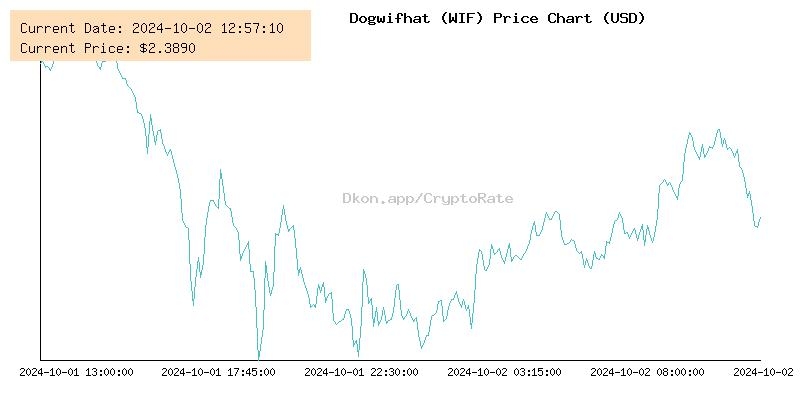 Dogwifhat (WIF) Price Chart (USD)
Current Date: 2024-10-02 12:57:10
Current Price: $2.3890
Dkon.app/CryptoRate
2024-10-01 13:00:00 2024-10-01 17:45:00 2024-10-01 22:30:00 2024-10-02 03:15:00 2024-10-02 08:00:00 2024-10-02